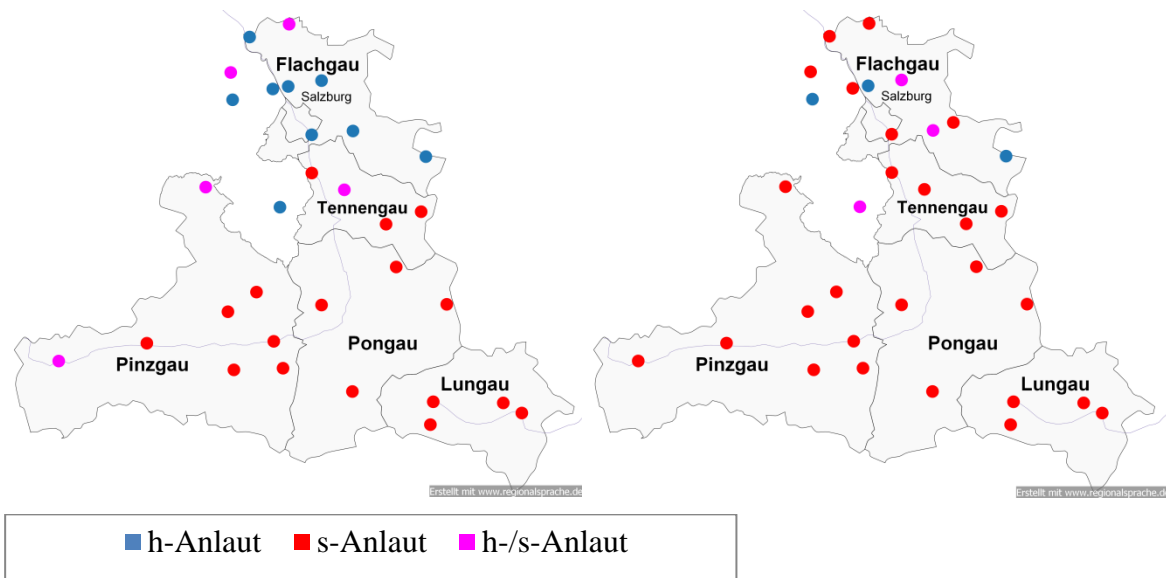 Flachgau
Salzburg
Tennengau
Pinzgau
Pongau
Lungau
Erstellt mit www.regionalsprache.de
Flachgau
Salzburg
Tennengau
Pinzgau
Pongau
Lungau
Erstellt mit www.regionalsprache.de
h-Anlaut s-Anlaut h-/s-Anlaut